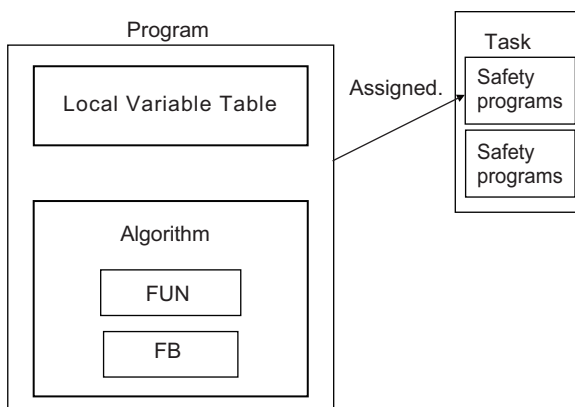 Program
Local Variable Table
Algorithm
FUN
FB
Assigned.
Task
Safety
programs
Safety
programs